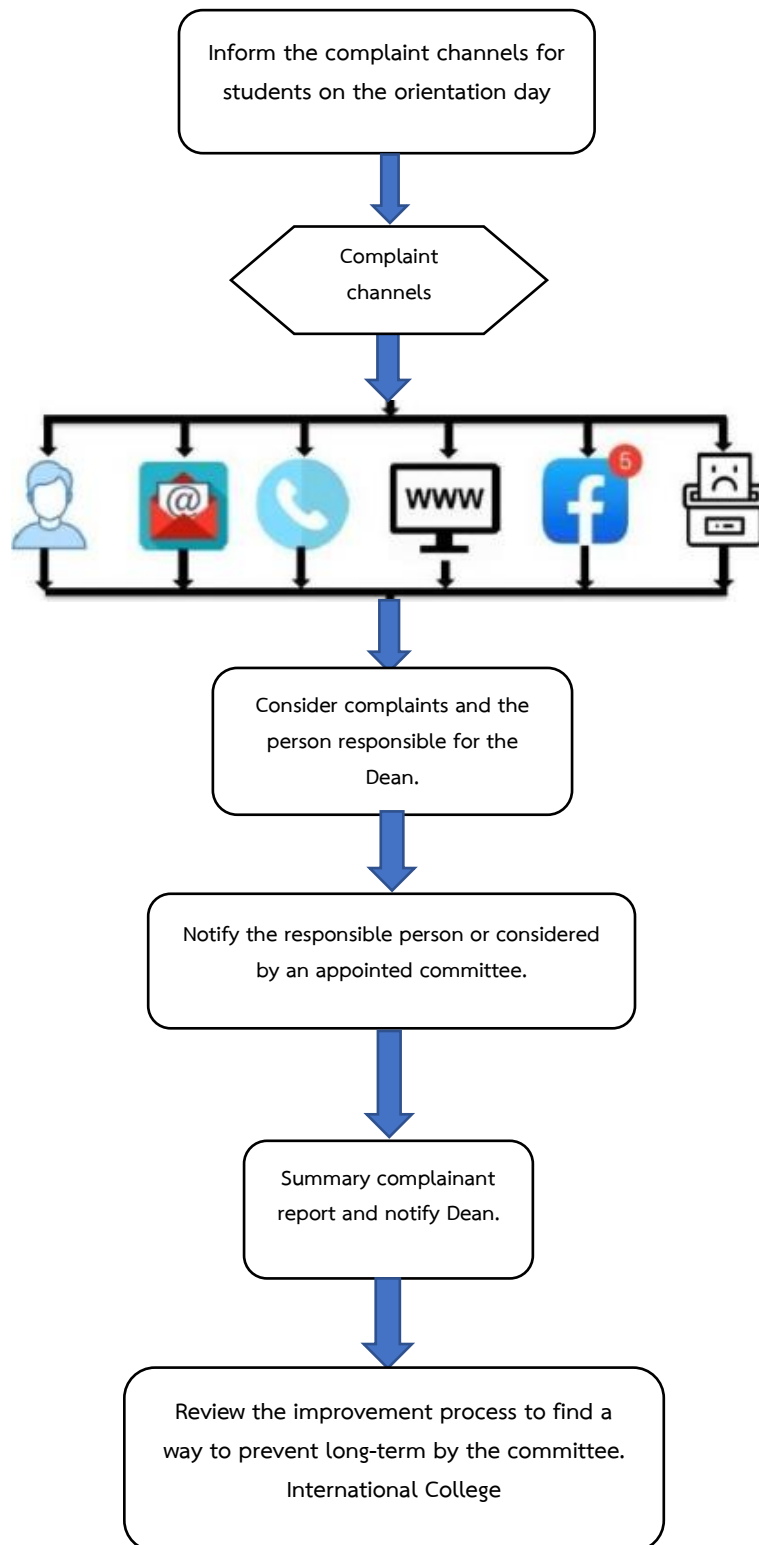 Inform the complaint channels for
students on the orientation day
Complaint
channels
@
WWW
f
5
Consider complaints and the
person responsible for the
Dean.
Notify the responsible person or considered
by an appointed committee.
Summary complainant
report and notify Dean.
Review the improvement process to find a
way to prevent long-term by the committee.
International College